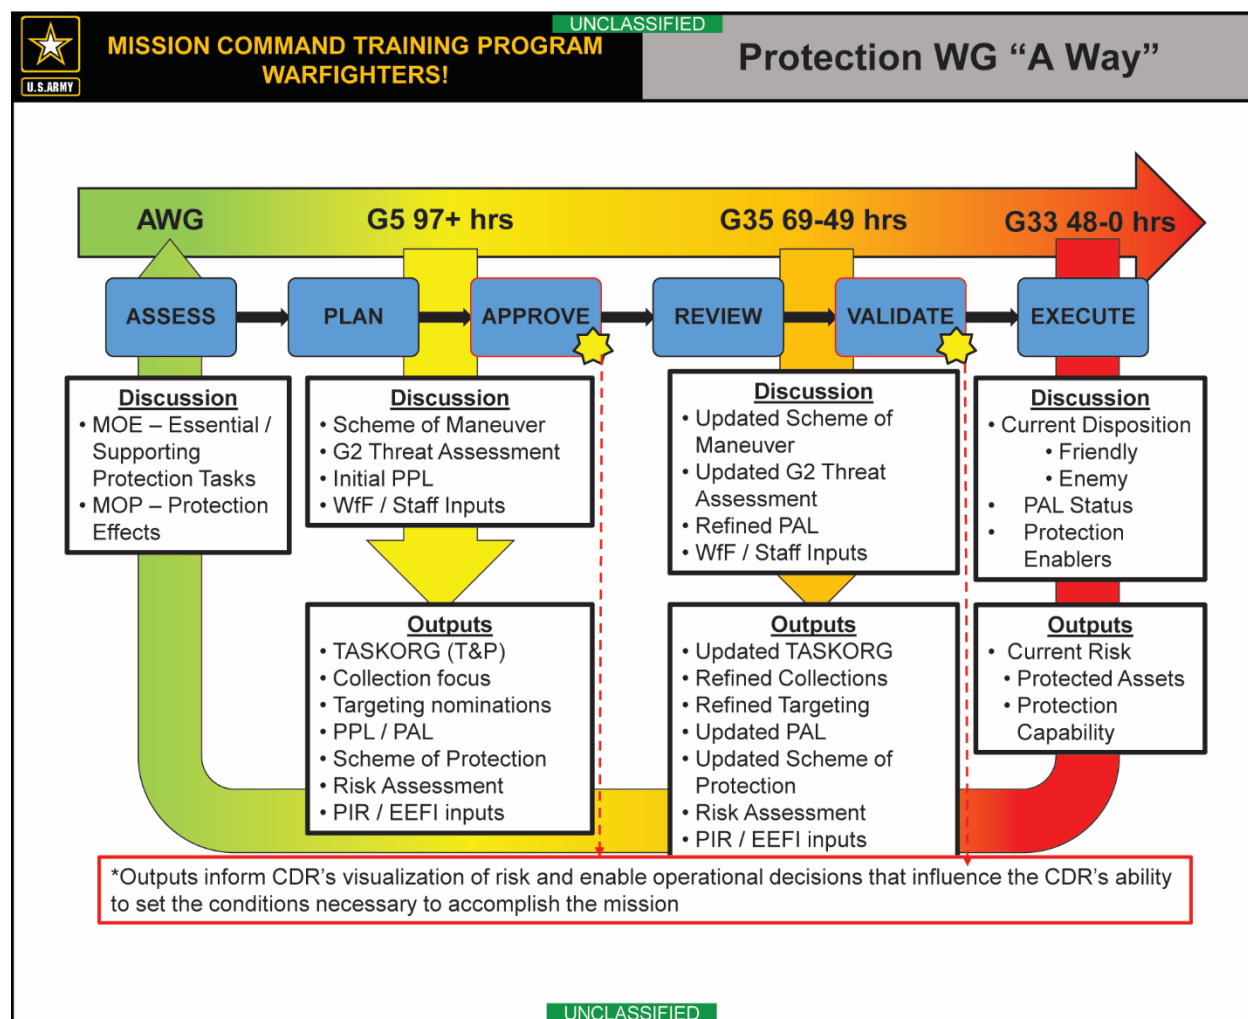 UNCLASSIFIED
U.S.ARMY
MISSION COMMAND TRAINING PROGRAM
WARFIGHTERS!
Protection WG “A Way”
AWG
G5 97+ hrs
G35 69-49 hrs
G33 48-0 hrs
ASSESS
PLAN
APPROVE
REVIEW
VALIDATE
EXECUTE
Discussion
• MOE – Essential /
Supporting
Protection Tasks
• MOP – Protection
Effects
Discussion
• Scheme of Maneuver
• G2 Threat Assessment
• Initial PPL
• WfF / Staff Inputs
Outputs
• TASKORG (T&P)
• Collection focus
• Targeting nominations
• PPL / PAL
• Scheme of Protection
• Risk Assessment
• PIR / EEFI inputs
Discussion
• Updated Scheme of
Maneuver
• Updated G2 Threat
Assessment
• Refined PAL
• WfF / Staff Inputs
Outputs
• Updated TASKORG
• Refined Collections
• Refined Targeting
• Updated PAL
• Updated Scheme of
Protection
• Risk Assessment
• PIR / EEFI inputs
Discussion
• Current Disposition
• Friendly
• Enemy
• PAL Status
• Protection
Enablers
Outputs
• Current Risk
• Protected Assets
• Protection
Capability
*Outputs inform CDR’s visualization of risk and enable operational decisions that influence the CDR’s ability
to set the conditions necessary to accomplish the mission
UNCLASSIFIED